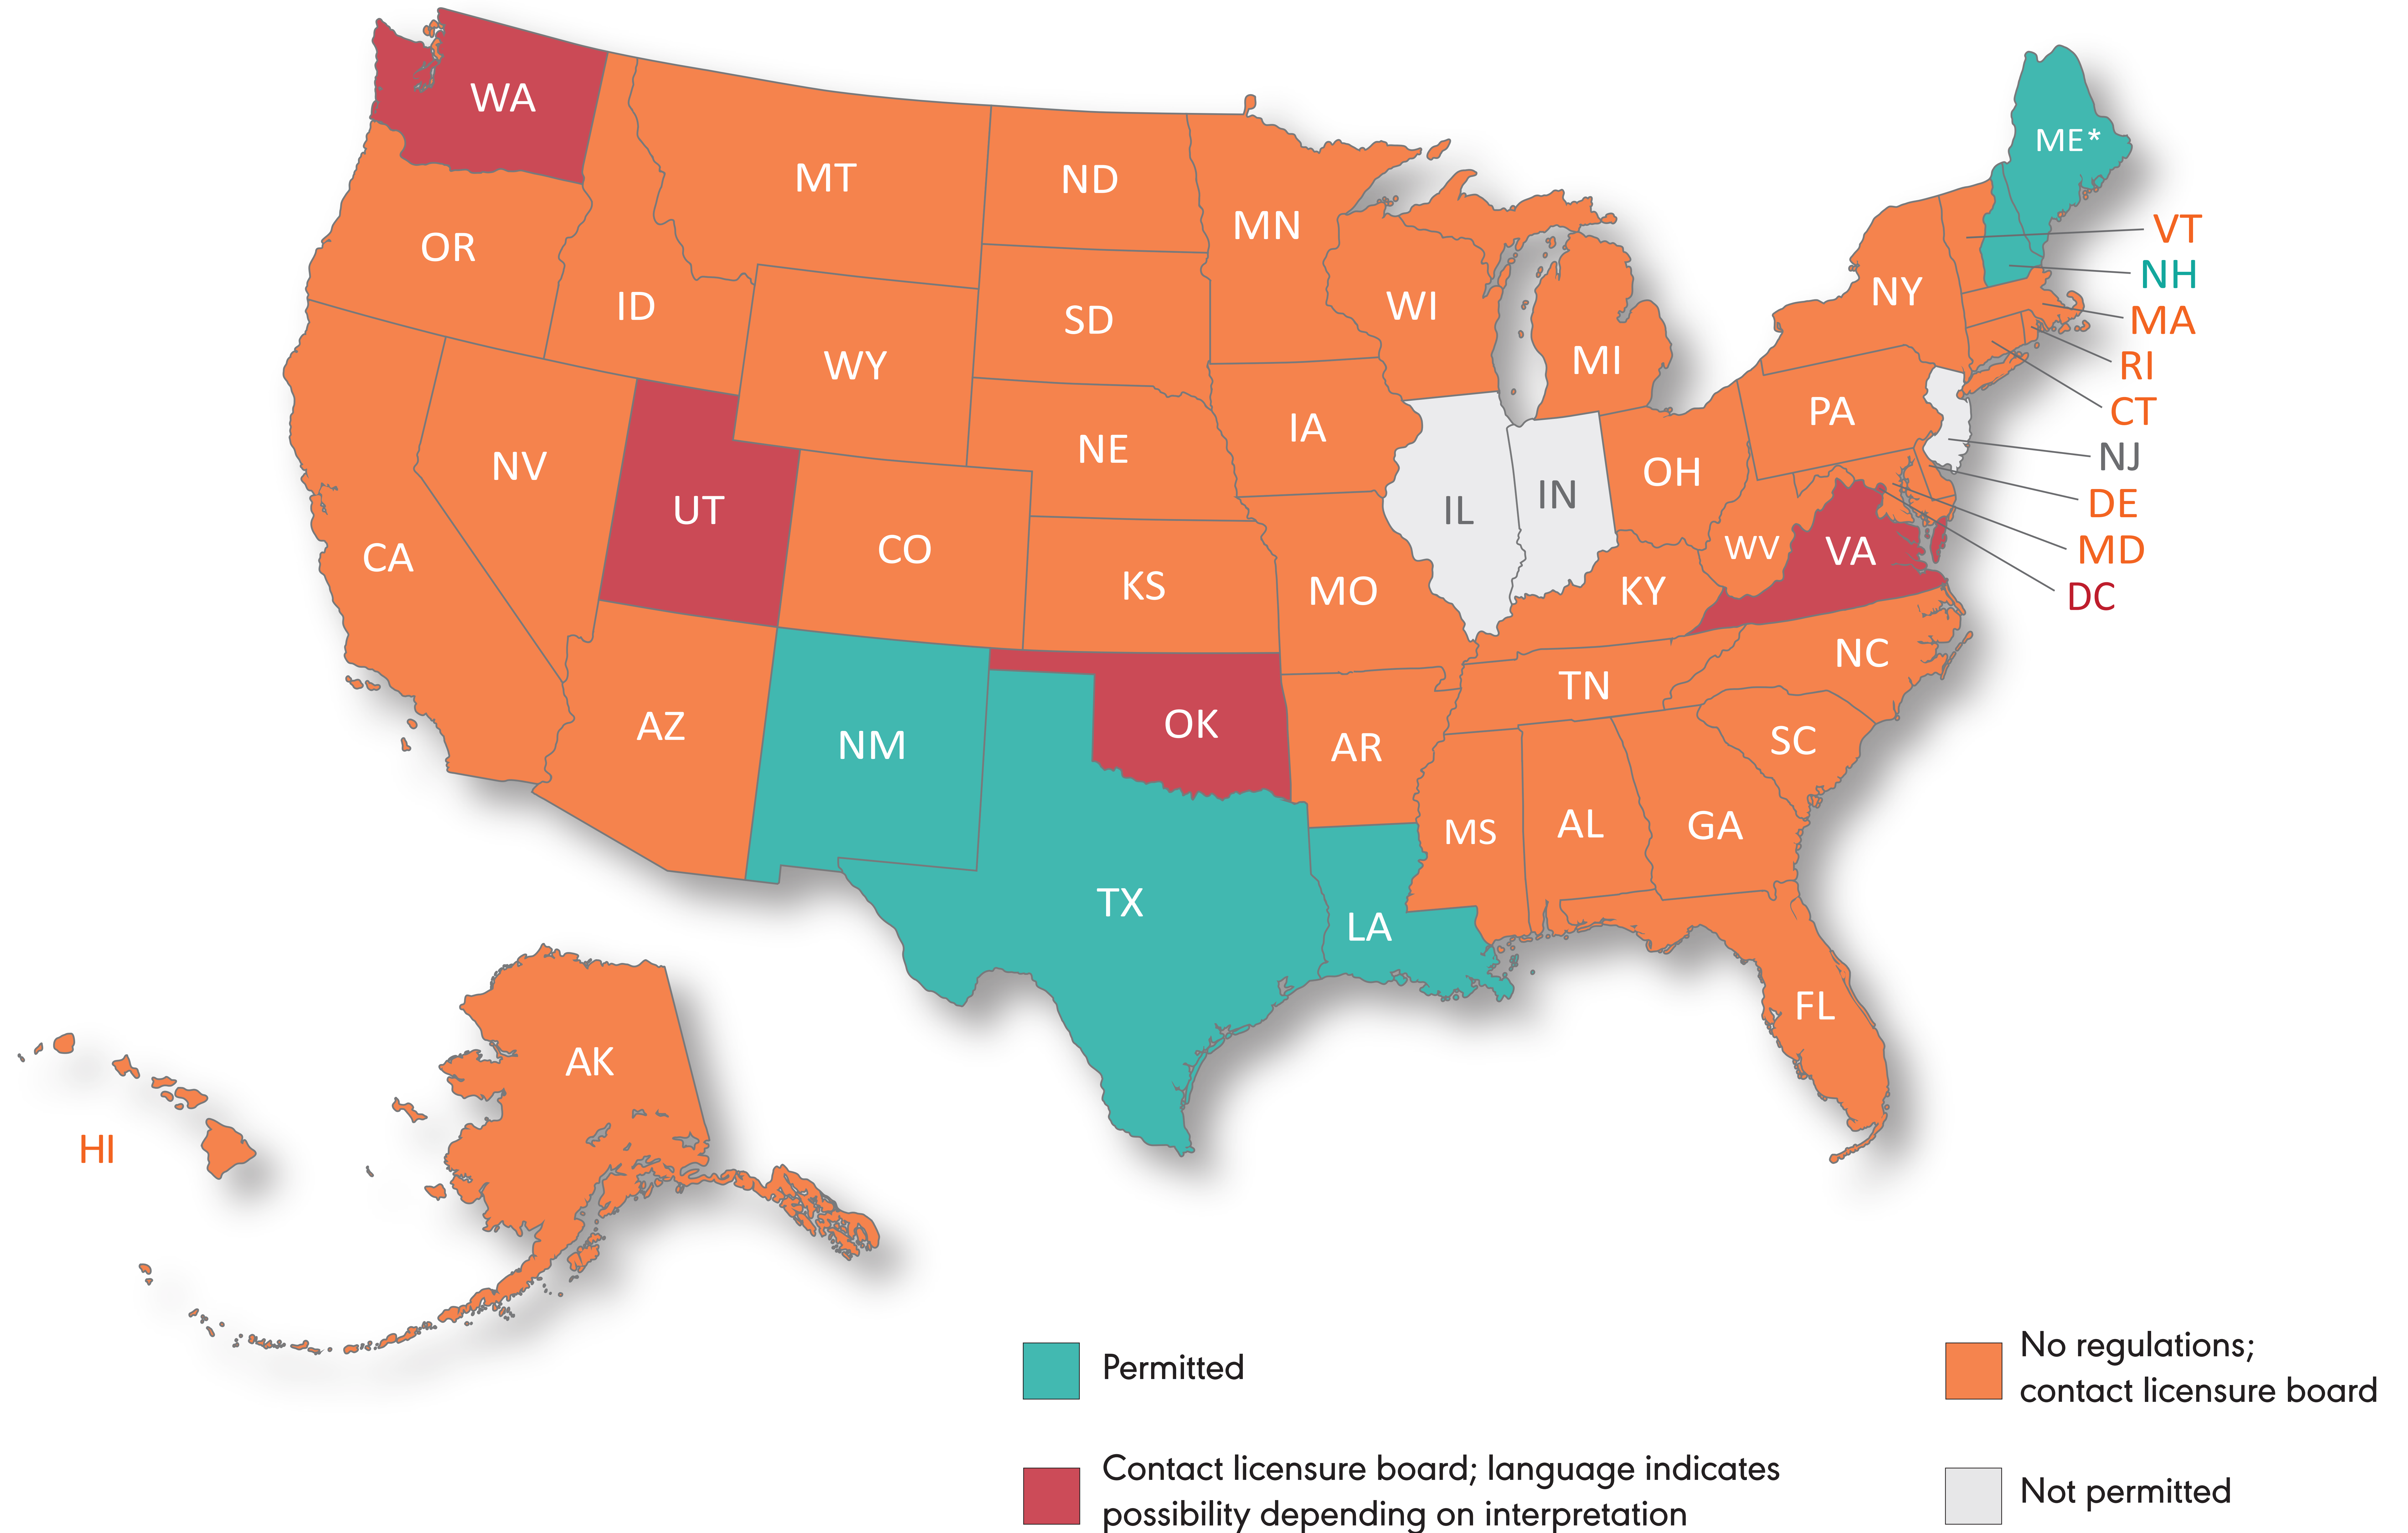 WA
ME*
MT
ND
MN
VT
OR
NH
NY
ID
WI
SD
MA
WY
MI
RI
PA
CT
IA
NE
NJ
NV
OH
IN
UT
IL
DE
CO
WV
VA
MD
CA
KS
MO
KY
DC
NC
TN
AZ
OK
SC
NM
AR
MS
AL
GA
TX
LA
FL
AK
HI
Permitted
Contact licensure board; language indicates
possibility depending on interpretation
No regulations;
contact licensure board
Not permitted